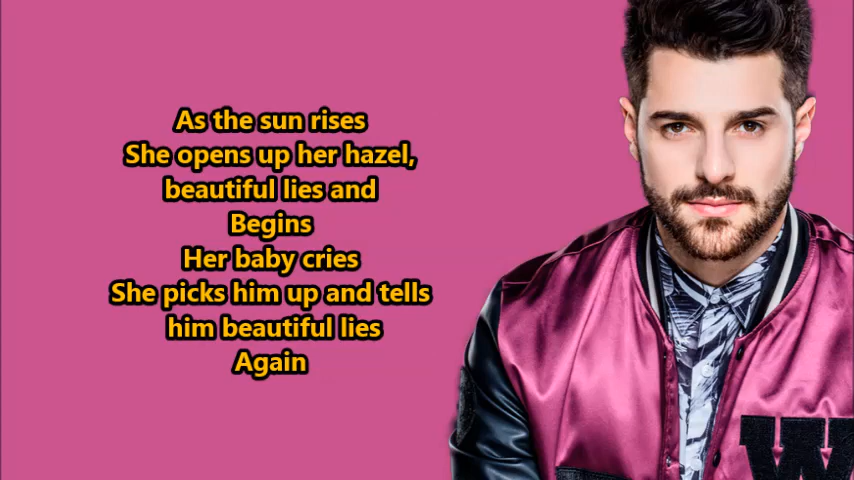 As the sun rises
She opens up her hazel,
beautiful lies and
Begins
Her baby cries
She picks him up and tells
him beautiful lies
Again
W